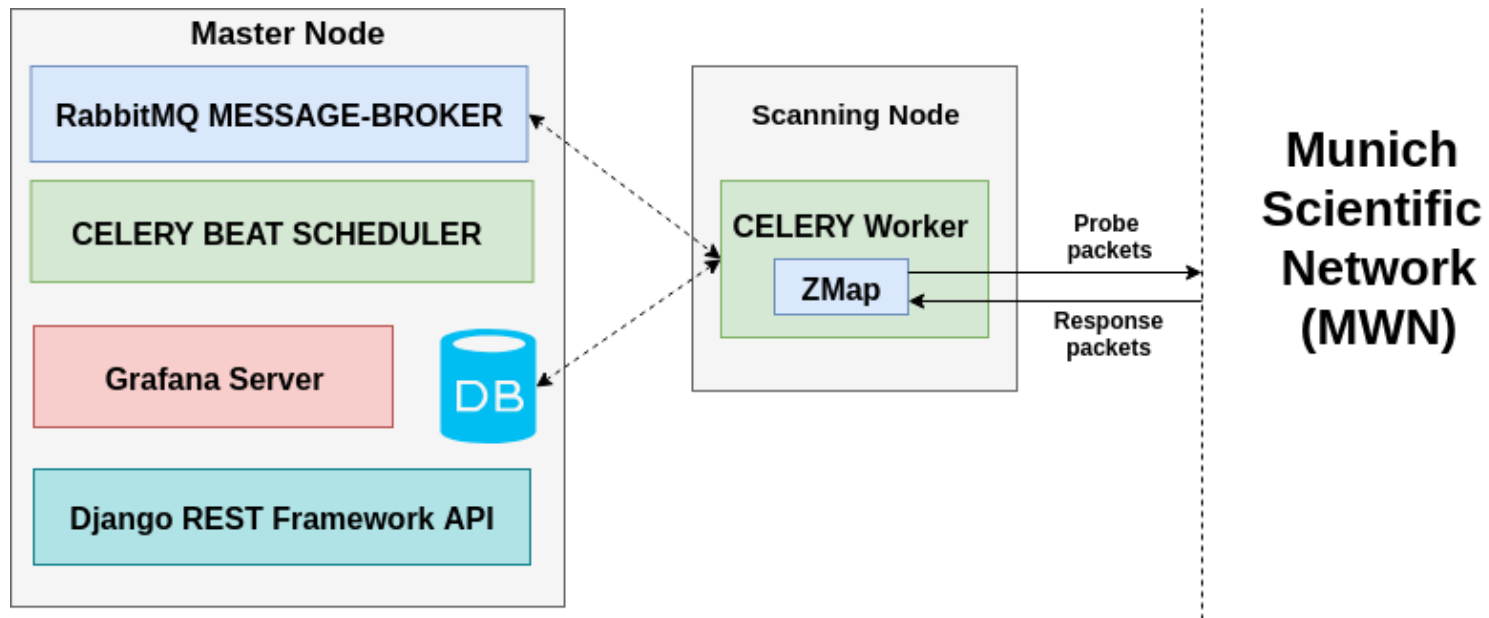 Master Node
RabbitMQ MESSAGE-BROKER
CELERY BEAT SCHEDULER
Grafana Server
DB
Django REST Framework API
Scanning Node
CELERY Worker
ZMap
Probe
packets
Response
packets
Munich
Scientific
Network
(MWN)